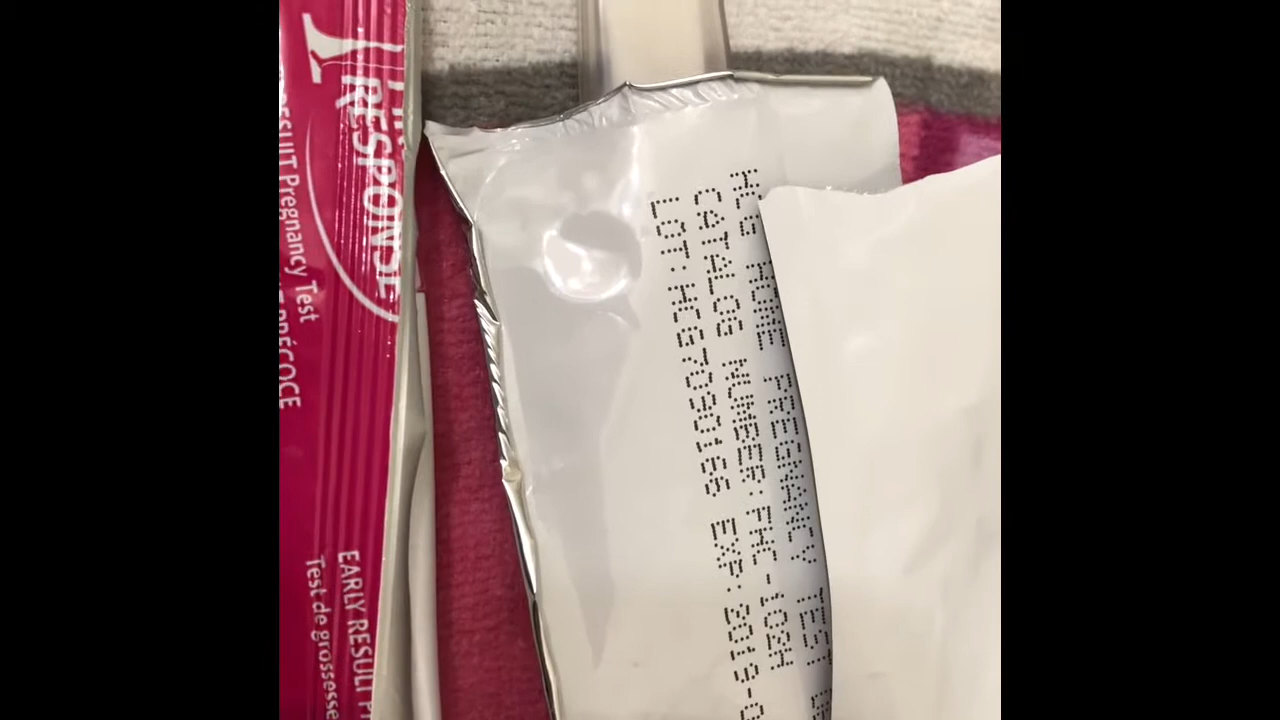 RESPONSE
RESULT Pregnancy Test
PRÉCOCE
EARLY RESULT
Test de grossesse
HCG HOME PREGNANCY TEST
CATALOG NUMBER: FHC-102H
LOT:HCG7030166 EXP:2019-0